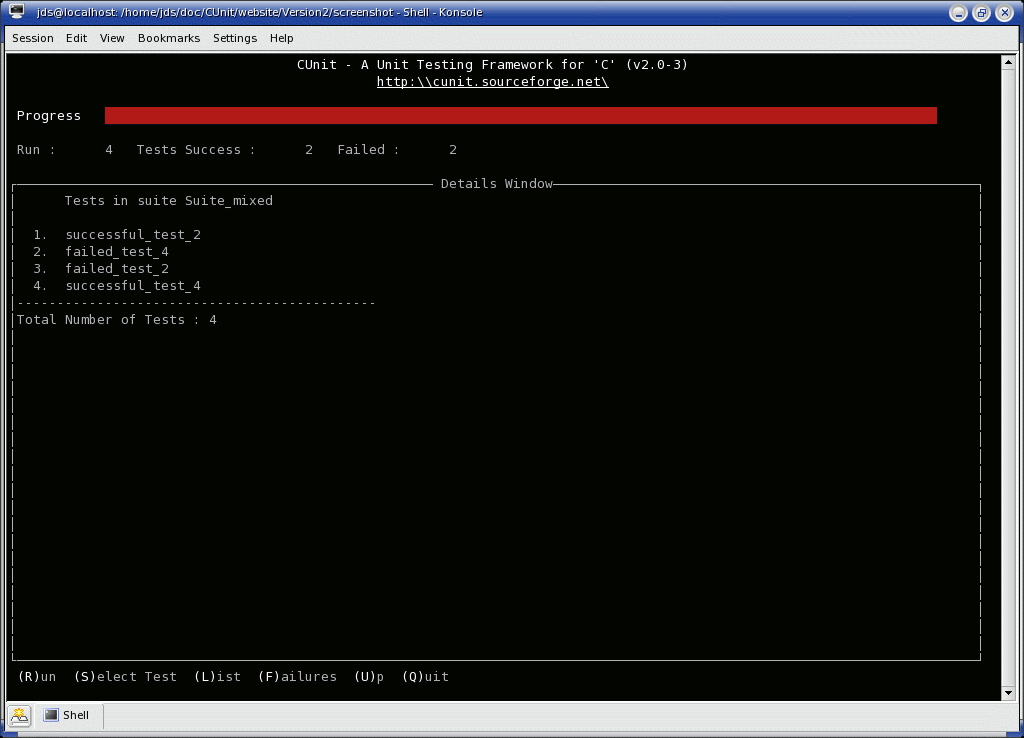 jds@localhost: /home/jds/doc/CUnit/website/Version2/screenshot - Shell - Konsole
Session Edit View Bookmarks Settings Help
CUnit - A Unit Testing Framework for 'C' (v2.0-3)
http:\\cunit.sourceforge.net\
Progress
Run : 4 Tests Success : 2 Failed : 2
Details Window
Tests in suite Suite_mixed
1. successful_test_2
2. failed_test_4
3. failed_test_2
4. successful_test_4
---------------------------------------------
Total Number of Tests : 4
(R)un (S)elect Test (L)ist (F)ailures (U)p (Q)uit
Shell